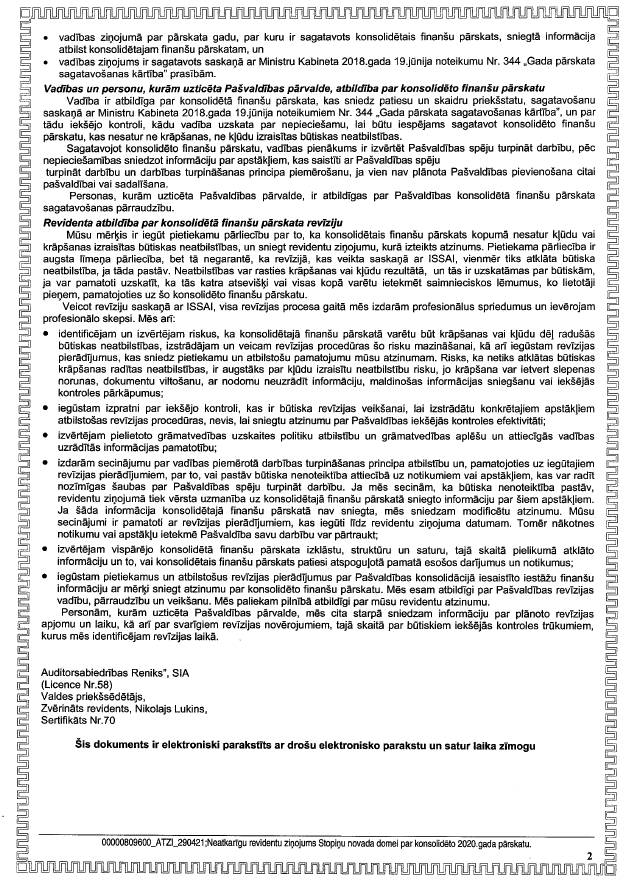 • vadības ziņojumā par pārskata gadu, par kuru ir sagatavots konsolidētais finanšu pārskats, sniegtā informācija
atbilst konsolidētajam finanšu pārskatam, un
• vadības ziņojums ir sagatavots saskaņā ar Ministru Kabineta 2018.gada 19.jūnija noteikumu Nr. 344 „Gada pārskata
sagatavošanas kārtība” prasībām.
Vadības un personu, kurām uzticēta Pašvaldības pārvalde, atbildība par konsolidēto finanšu pārskatu
Vadība ir atbildīga par konsolidētā finanšu pārskata, kas sniedz patiesu un skaidru priekšstatu, sagatavošanu
saskaņā ar Ministru Kabineta 2018.gada 19.jūnija noteikumiem Nr. 344 „Gada pārskata sagatavošanas kārtība”, un par
tādu iekšējo kontroli, kādu vadība uzskata par nepieciešamu, lai būtu iespējams sagatavot konsolidēto finanšu
pārskatu, kas nesatur ne krāpšanas, ne kļūdu izraisītas būtiskas neatbilstības.
Sagatavojot konsolidēto finanšu pārskatu, vadības pienākums ir izvērtēt Pašvaldības spēju turpināt darbību, pēc
nepieciešamības sniedzot informāciju par apstākļiem, kas saistīti ar Pašvaldības spēju
turpināt darbību un darbības turpināšanas principa piemērošanu, ja vien nav plānota Pašvaldības pievienošana citai
pašvaldībai vai sadalīšana.
Personas, kurām uzticēta Pašvaldības pārvalde, ir atbildīgas par Pašvaldības konsolidētā finanšu pārskata
sagatavošanas pārraudzību.
Revidenta atbildība par konsolidētā finanšu pārskata revīziju
Mūsu mērķis ir iegūt pietiekamu pārliecību par to, ka konsolidētais finanšu pārskats kopumā nesatur kļūdu vai
krāpšanas izraisītas būtiskas neatbilstības, un sniegt revidentu ziņojumu, kurā izteikts atzinums. Pietiekama pārliecība ir
augsta līmeņa pārliecība, bet tā negarantē, ka revīzijā, kas veikta saskaņā ar ISSAI, vienmēr tiks atklāta būtiska
neatbilstība, ja tāda pastāv. Neatbilstības var rasties krāpšanas vai kļūdu rezultātā, un tās ir uzskatāmas par būtiskām,
ja var pamatoti uzskatīt, ka tās katra atsevišķi vai visas kopā varētu ietekmēt saimnieciskos lēmumus, ko lietotāji
pieņem, pamatojoties uz šo konsolidēto finanšu pārskatu.
Veicot revīziju saskaņā ar ISSAI, visa revīzijas procesa gaitā mēs izdarām profesionālus spriedumus un ievērojam
profesionālo skepsi. Mēs arī:
• identificējam un izvērtējam riskus, ka konsolidētajā finanšu pārskatā varētu būt krāpšanas vai kļūdu dēļ radušās
būtiskas neatbilstības, izstrādājam un veicam revīzijas procedūras šo risku mazināšanai, kā arī iegūstam revīzijas
pierādījumus, kas sniedz pietiekamu un atbilstošu pamatojumu mūsu atzinumam. Risks, ka netiks atklātas būtiskas
krāpšanas radītas neatbilstības, ir augstāks par kļūdu izraisītu neatbilstību risku, jo krāpšana var ietvert slepenas
norunas, dokumentu viltošanu, ar nodomu neuzrādīt informāciju, maldinošas informācijas sniegšanu vai iekšējās
kontroles pārkāpumus;
• iegūstam izpratni par iekšējo kontroli, kas ir būtiska revīzijas veikšanai, lai izstrādātu konkrētajiem apstākļiem
atbilstošas revīzijas procedūras, nevis, lai sniegtu atzinumu par Pašvaldības iekšējās kontroles efektivitāti;
• izvērtējam pielietoto grāmatvedības uzskaites politiku atbilstību un grāmatvedības aplēšu un attiecīgās vadības
uzrādītās informācijas pamatotību;
• izdarām secinājumu par vadības piemērotā darbības turpināšanas principa atbilstību un, pamatojoties uz iegūtajiem
revīzijas pierādījumiem, par to, vai pastāv būtiska nenoteiktība attiecībā uz notikumiem vai apstākļiem, kas var radīt
nozīmīgas šaubas par Pašvaldības spēju turpināt darbību. Ja mēs secinām, ka būtiska nenoteiktība pastāv,
revidentu ziņojumā tiek vērsta uzmanība uz konsolidētajā finanšu pārskatā sniegto informāciju par šiem apstākļiem.
Ja šāda informācija konsolidētajā finanšu pārskatā nav sniegta, mēs sniedzam modificētu atzinumu. Mūsu
secinājumi ir pamatoti ar revīzijas pierādījumiem, kas iegūti līdz revidentu ziņojuma datumam. Tomēr nākotnes
notikumu vai apstākļu ietekmē Pašvaldība savu darbību var pārtraukt;
• izvērtējam vispārējo konsolidētā finanšu pārskata izklāstu, struktūru un saturu, tajā skaitā pielikumā atklāto
informāciju un to, vai konsolidētais finanšu pārskats patiesi atspoguļotā pamatā esošos darījumus un notikumus;
• iegūstam pietiekamus un atbilstošus revīzijas pierādījumus par Pašvaldības konsolidācijā iesaistīto iestāžu finanšu
informāciju ar mērķi sniegt atzinumu par konsolidēto finanšu pārskatu. Mēs esam atbildīgi par Pašvaldības revīzijas
vadību, pārraudzību un veikšanu. Mēs paliekam pilnībā atbildīgi par mūsu revidentu atzinumu.
Personām, kurām uzticēta Pašvaldības pārvalde, mēs cita starpā sniedzam informāciju par plānoto revīzijas
apjomu un laiku, kā arī par svarīgiem revīzijas novērojumiem, tajā skaitā par būtiskiem iekšējās kontroles trūkumiem,
kurus mēs identificējam revīzijas laikā.
Auditorsabiedrības Reniks”, SIA
(Licence Nr.58)
Valdes priekšsēdētājs,
Zvērināts revidents, Nikolajs Lukins,
Sertifikāts Nr.70
Šis dokuments ir elektroniski parakstīts ar drošu elektronisko parakstu un satur laika zīmogu
00000809600_ATZI_290421;Neatkarīgu revidentu ziņojums Stopiņu novada domei par konsolidēto 2020.gada pārskatu.
2